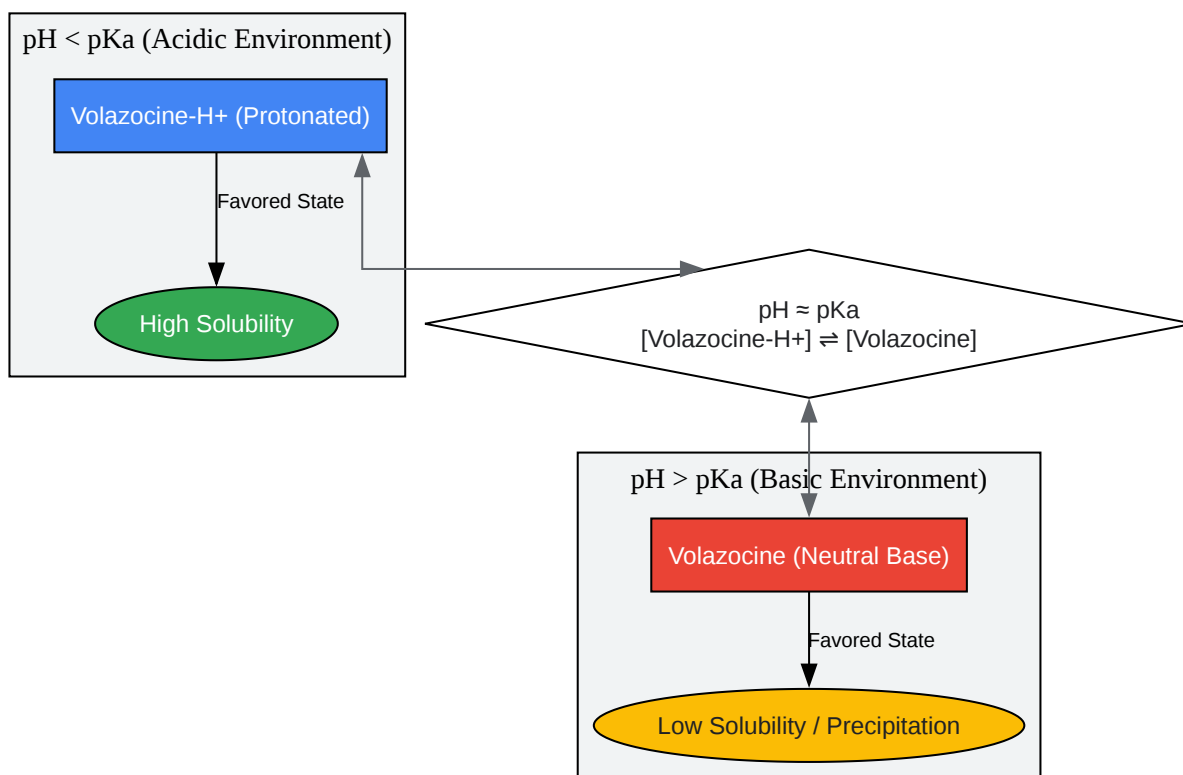 pH < pKa (Acidic Environment)
Volazocine-H+ (Protonated)
Favored State
High Solubility
pH ≈ pKa
[Volazocine-H+] ⇌ [Volazocine]
pH > pKa (Basic Environment)
Volazocine (Neutral Base)
Favored State
Low Solubility / Precipitation